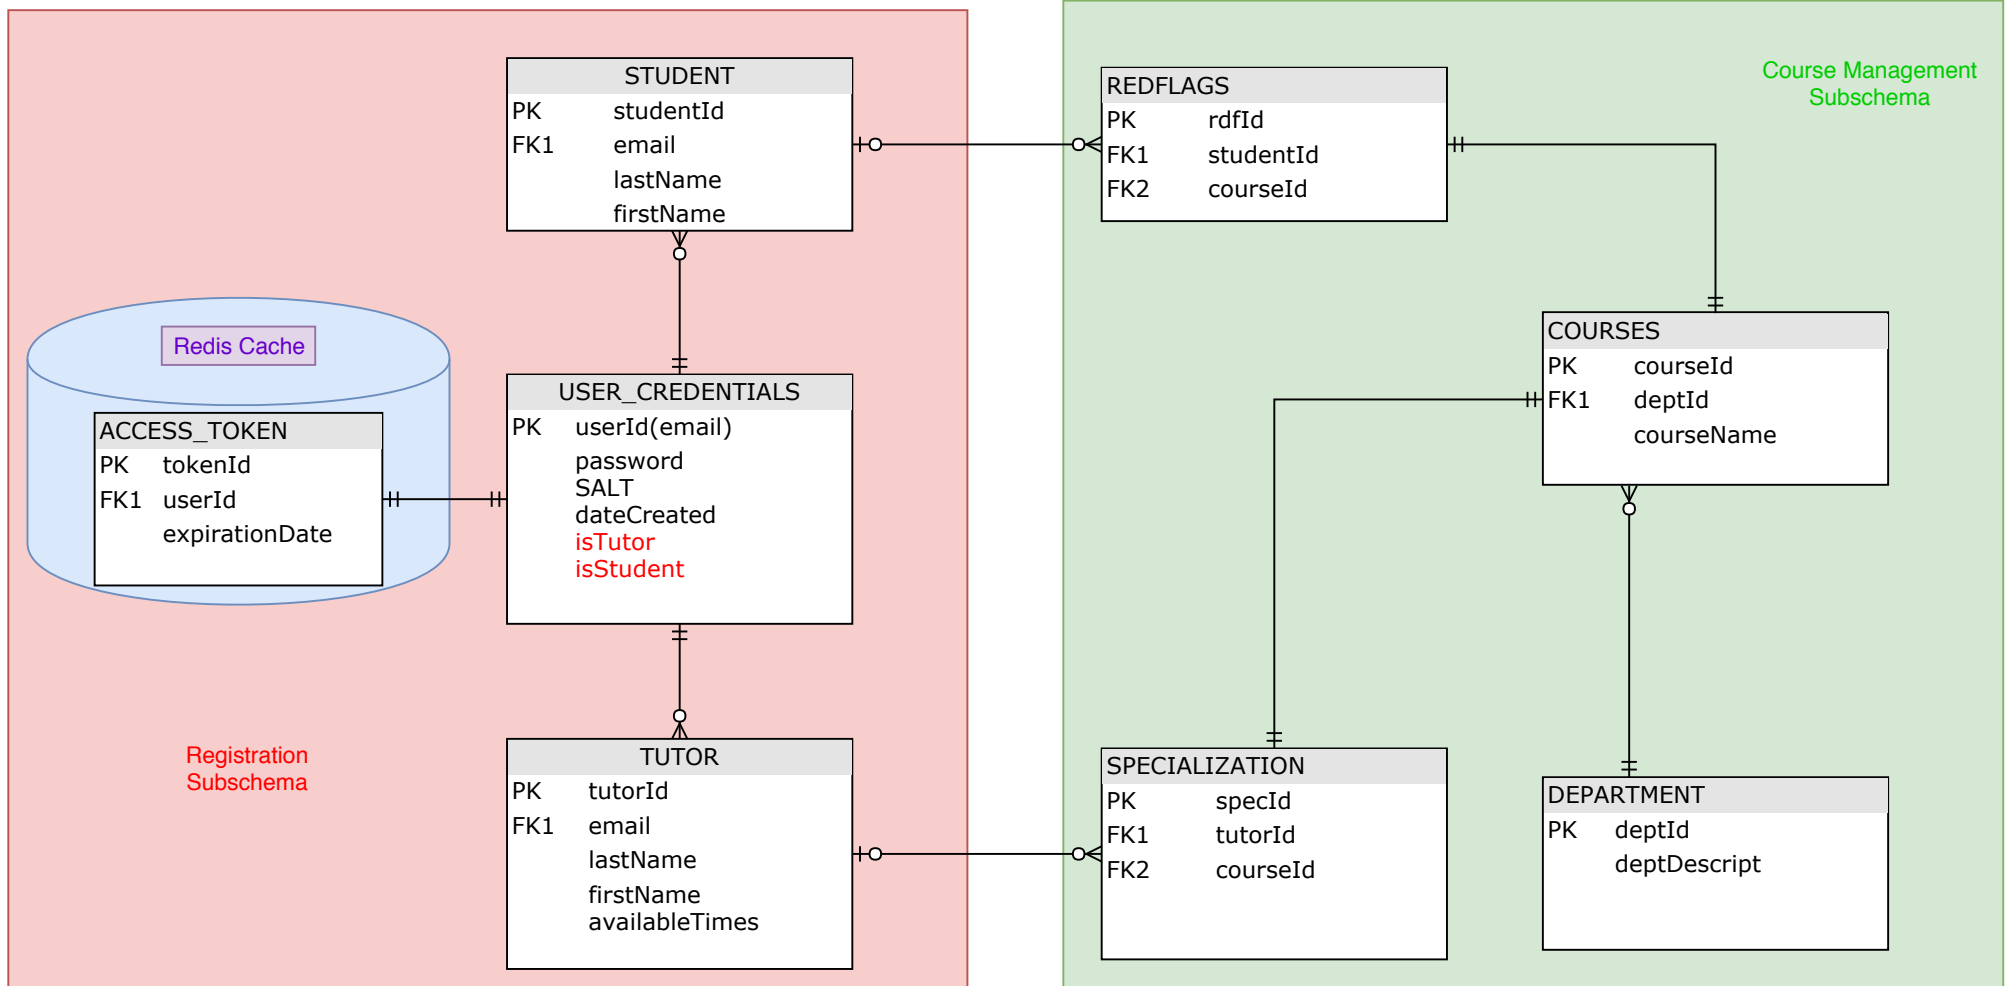 STUDENT
PK studentId
FK1 email
lastName
firstName
REDFLAGS
PK rdfId
FK1 studentId
FK2 courseId
Course Management
Subschema
Redis Cache
ACCESS_TOKEN
PK tokenId
FK1 userId
expirationDate
USER_CREDENTIALS
PK userId(email)
password
SALT
dateCreated
isTutor
isStudent
COURSES
PK courseId
FK1 deptId
courseName
Registration
Subschema
TUTOR
PK tutorId
FK1 email
lastName
firstName
availableTimes
SPECIALIZATION
PK specId
FK1 tutorId
FK2 courseId
DEPARTMENT
PK deptId
deptDescript